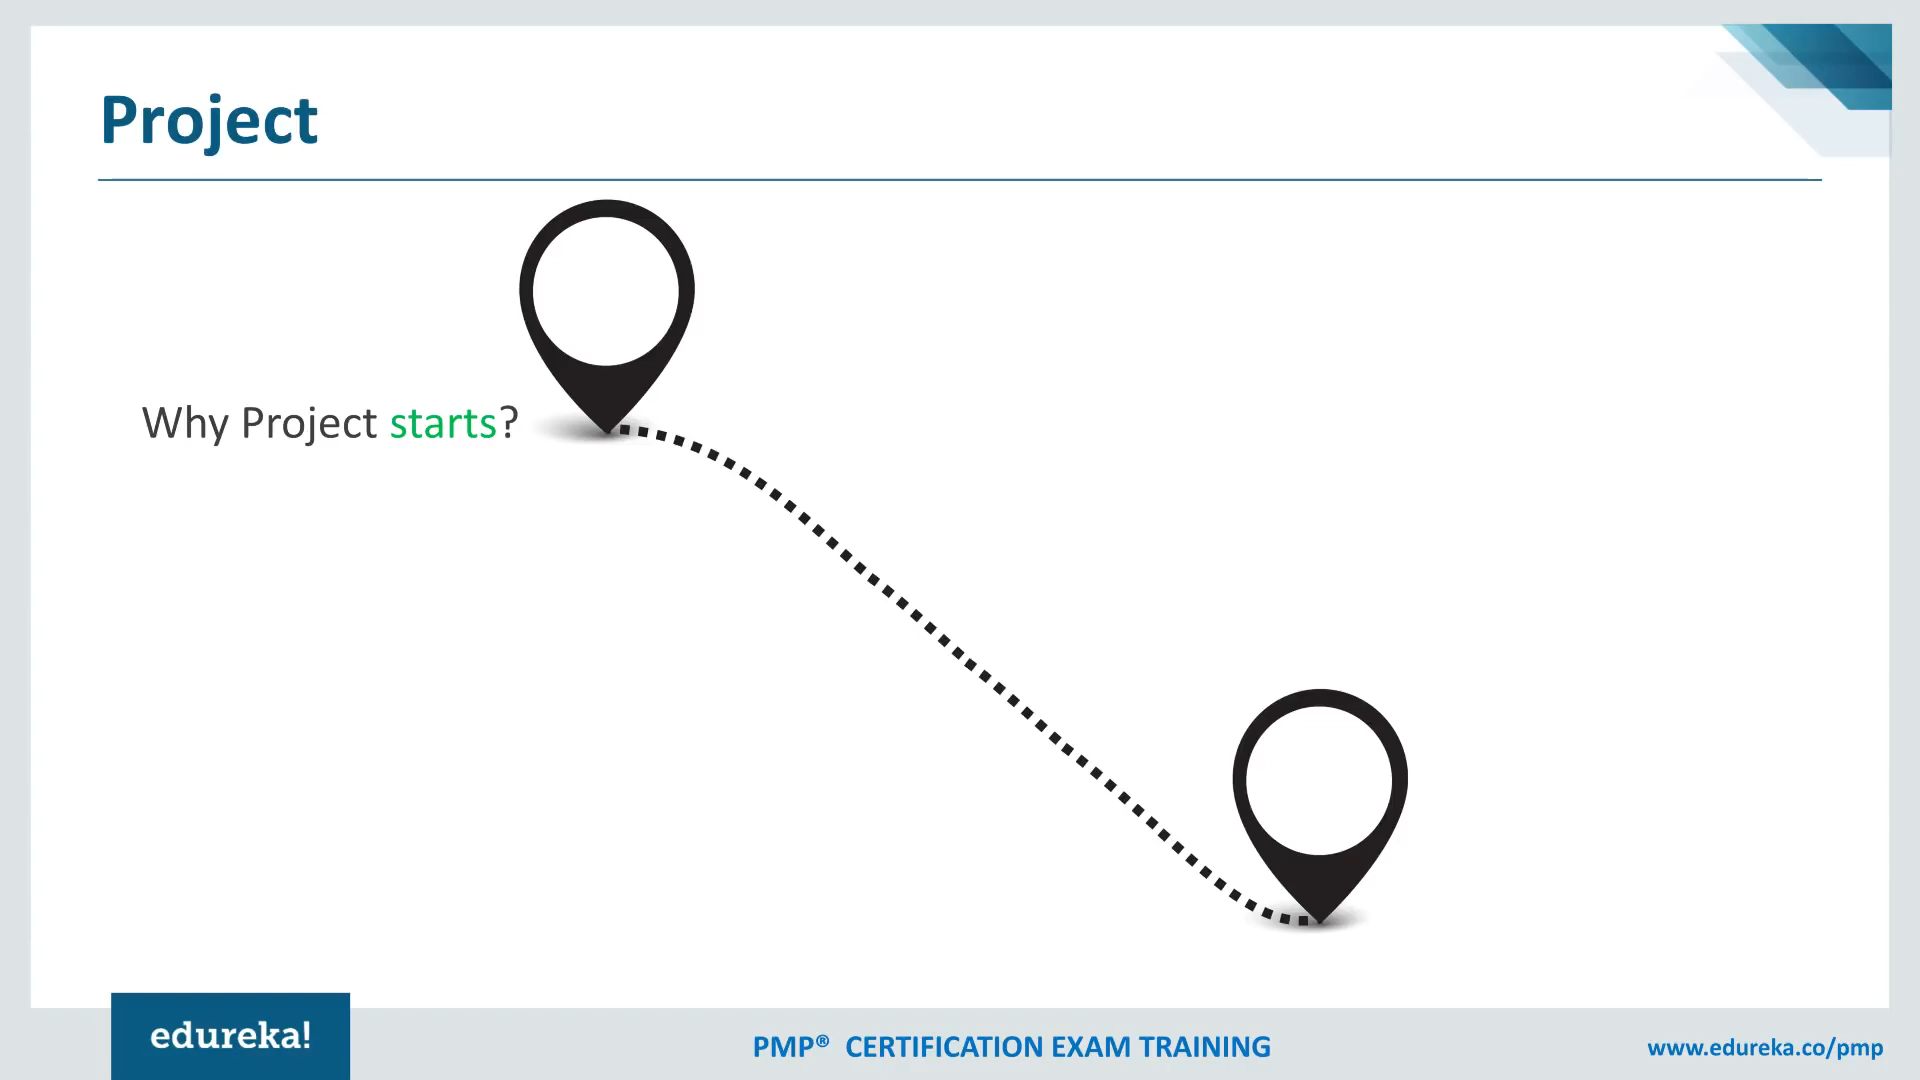 Project
Why Project starts?
edureka!
PMP® CERTIFICATION EXAM TRAINING
www.edureka.co/pmp